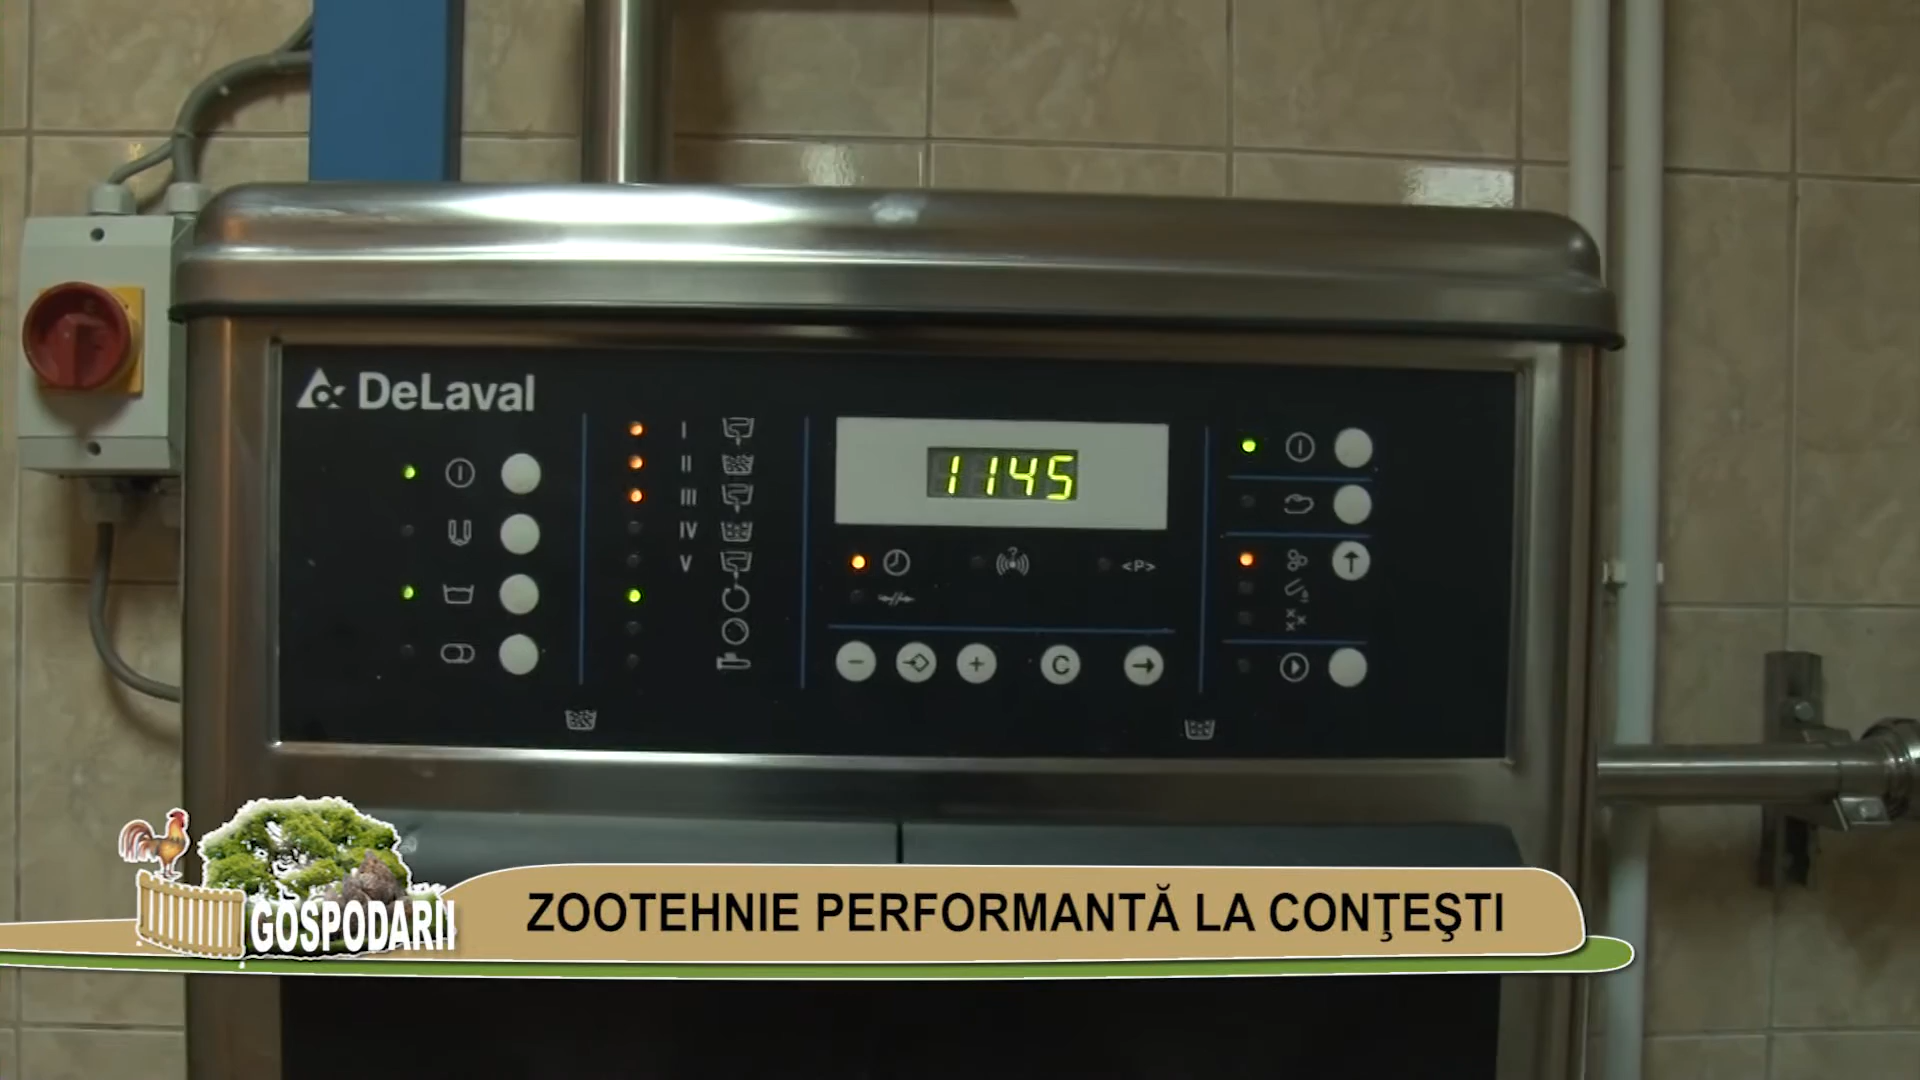 DeLaval
I
II
III
IV
V
1145
?
<P>
- + C
GOSPODARII
ZOOTEHNIE PERFORMANTĂ LA CONŢEŞTI